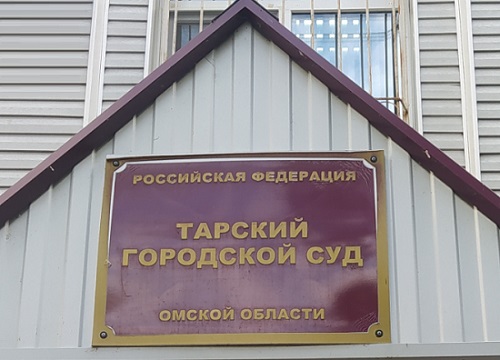 РОССИЙСКАЯ ФЕДЕРАЦИЯ
ТАРСКИЙ
ГОРОДСКОЙ СУД
ОМСКОЙ ОБЛАСТИ